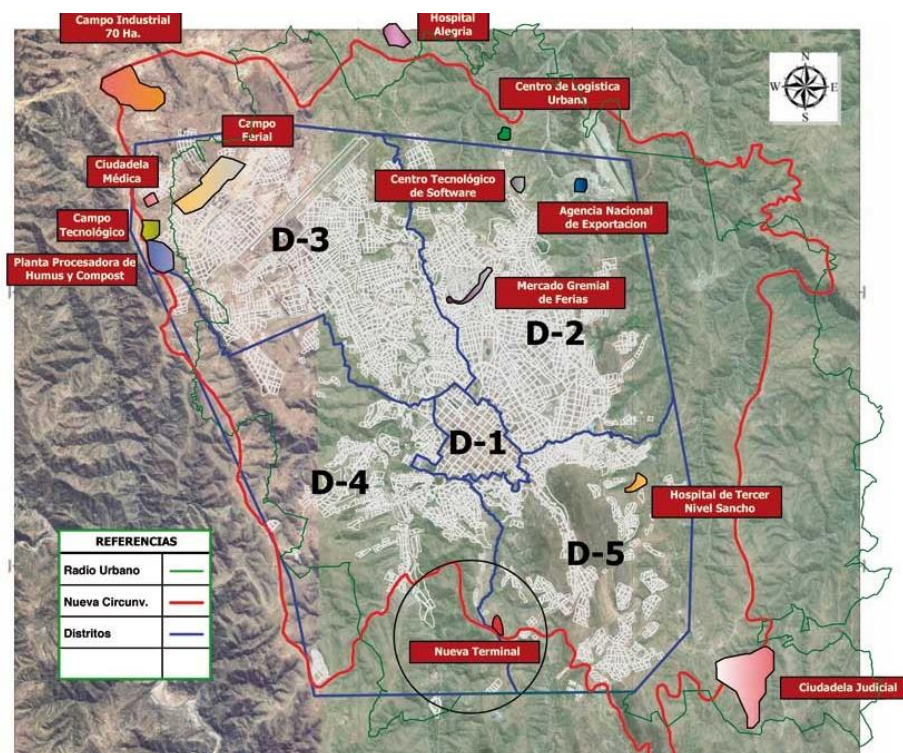 Campo Industrial
70 Ha.
Hospital
Alegria
N
W
E
S
Centro de Logistica
Urbana
Campo
Ferial
Ciudadela
Médica
Centro Tecnológico
de Software
Agencia Nacional
de Exportacion
Campo
Tecnológico
D-3
Planta Procesadora de
Humus y Compost
Mercado Gremial
de Ferias
D-2
D-1
D-4
Hospital de Tercer
Nivel Sancho
D-5
REFERENCIAS
Radio Urbano
Nueva Circunv.
Distritos
Nueva Terminal
Ciudadela Judicial